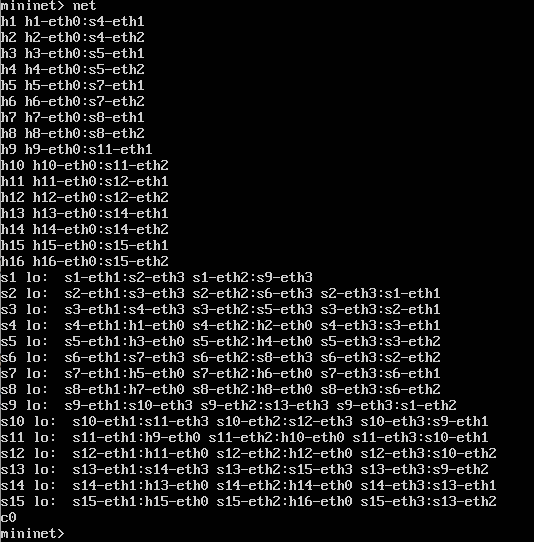 mininet> net
h1 h1-eth0:s4-eth1
h2 h2-eth0:s4-eth2
h3 h3-eth0:s5-eth1
h4 h4-eth0:s5-eth2
h5 h5-eth0:s7-eth1
h6 h6-eth0:s7-eth2
h7 h7-eth0:s8-eth1
h8 h8-eth0:s8-eth2
h9 h9-eth0:s11-eth1
h10 h10-eth0:s11-eth2
h11 h11-eth0:s12-eth1
h12 h12-eth0:s12-eth2
h13 h13-eth0:s14-eth1
h14 h14-eth0:s14-eth2
h15 h15-eth0:s15-eth1
h16 h16-eth0:s15-eth2
s1 lo:  s1-eth1:s2-eth3 s1-eth2:s9-eth3
s2 lo:  s2-eth1:s3-eth3 s2-eth2:s6-eth3 s2-eth3:s1-eth1
s3 lo:  s3-eth1:s4-eth3 s3-eth2:s5-eth3 s3-eth3:s2-eth1
s4 lo:  s4-eth1:h1-eth0 s4-eth2:h2-eth0 s4-eth3:s3-eth1
s5 lo:  s5-eth1:h3-eth0 s5-eth2:h4-eth0 s5-eth3:s3-eth2
s6 lo:  s6-eth1:s7-eth3 s6-eth2:s8-eth3 s6-eth3:s2-eth2
s7 lo:  s7-eth1:h5-eth0 s7-eth2:h6-eth0 s7-eth3:s6-eth1
s8 lo:  s8-eth1:h7-eth0 s8-eth2:h8-eth0 s8-eth3:s6-eth2
s9 lo:  s9-eth1:s10-eth3 s9-eth2:s13-eth3 s9-eth3:s1-eth2
s10 lo:  s10-eth1:s11-eth3 s10-eth2:s12-eth3 s10-eth3:s9-eth1
s11 lo:  s11-eth1:h9-eth0 s11-eth2:h10-eth0 s11-eth3:s10-eth1
s12 lo:  s12-eth1:h11-eth0 s12-eth2:h12-eth0 s12-eth3:s10-eth2
s13 lo:  s13-eth1:s14-eth3 s13-eth2:s15-eth3 s13-eth3:s9-eth2
s14 lo:  s14-eth1:h13-eth0 s14-eth2:h14-eth0 s14-eth3:s13-eth1
s15 lo:  s15-eth1:h15-eth0 s15-eth2:h16-eth0 s15-eth3:s13-eth2
c0
mininet>